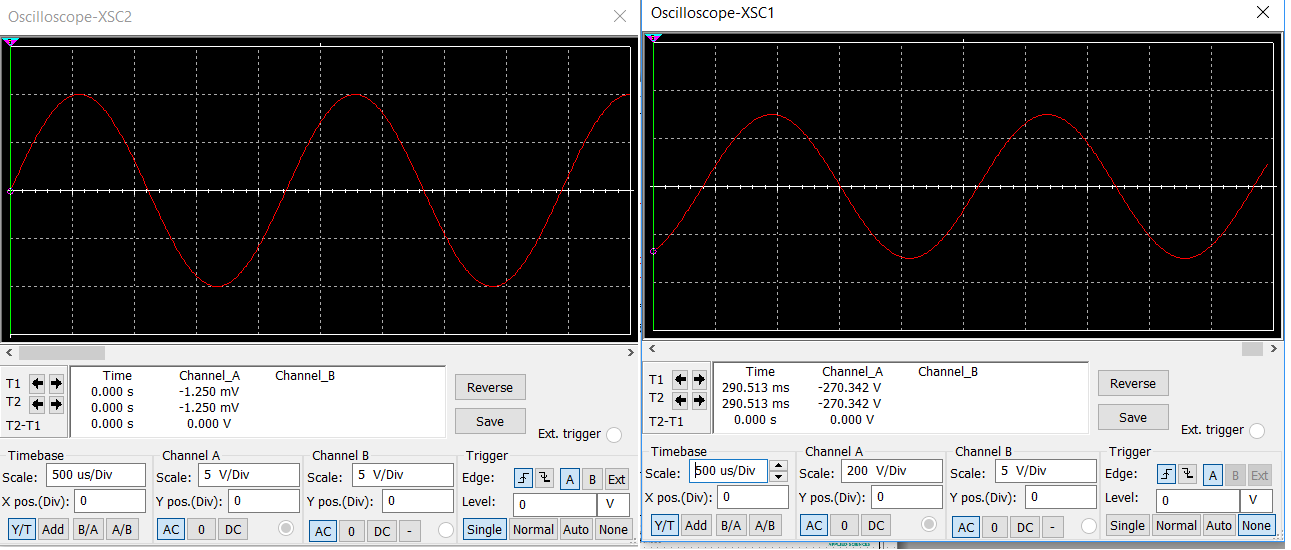 Oscilloscope-XSC2
Time Channel_A Channel_B
T1 0.000 s -1.250 mV
T2 0.000 s -1.250 mV
T2-T1 0.000 s 0.000 V
Reverse
Save
Ext. trigger
Timebase
Scale: 500 us/Div
X pos.(Div): 0
Y/T Add B/A A/B
Channel A
Scale: 5 V/Div
Y pos.(Div): 0
AC 0 DC
Channel B
Scale: 5 V/Div
Y pos.(Div): 0
AC 0 DC -
Trigger
Edge: A B Ext
Level: 0 V
Single Normal Auto None
Oscilloscope-XSC1
Time Channel_A Channel_B
T1 290.513 ms -270.342 V
T2 290.513 ms -270.342 V
T2-T1 0.000 s 0.000 V
Reverse
Save
Ext. trigger
Timebase
Scale: 500 us/Div
X pos.(Div): 0
Y/T Add B/A A/B
Channel A
Scale: 200 V/Div
Y pos.(Div): 0
AC 0 DC
Channel B
Scale: 5 V/Div
Y pos.(Div): 0
AC 0 DC -
Trigger
Edge: A B Ext
Level: 0 V
Single Normal Auto None
APPLIED SCIENCES